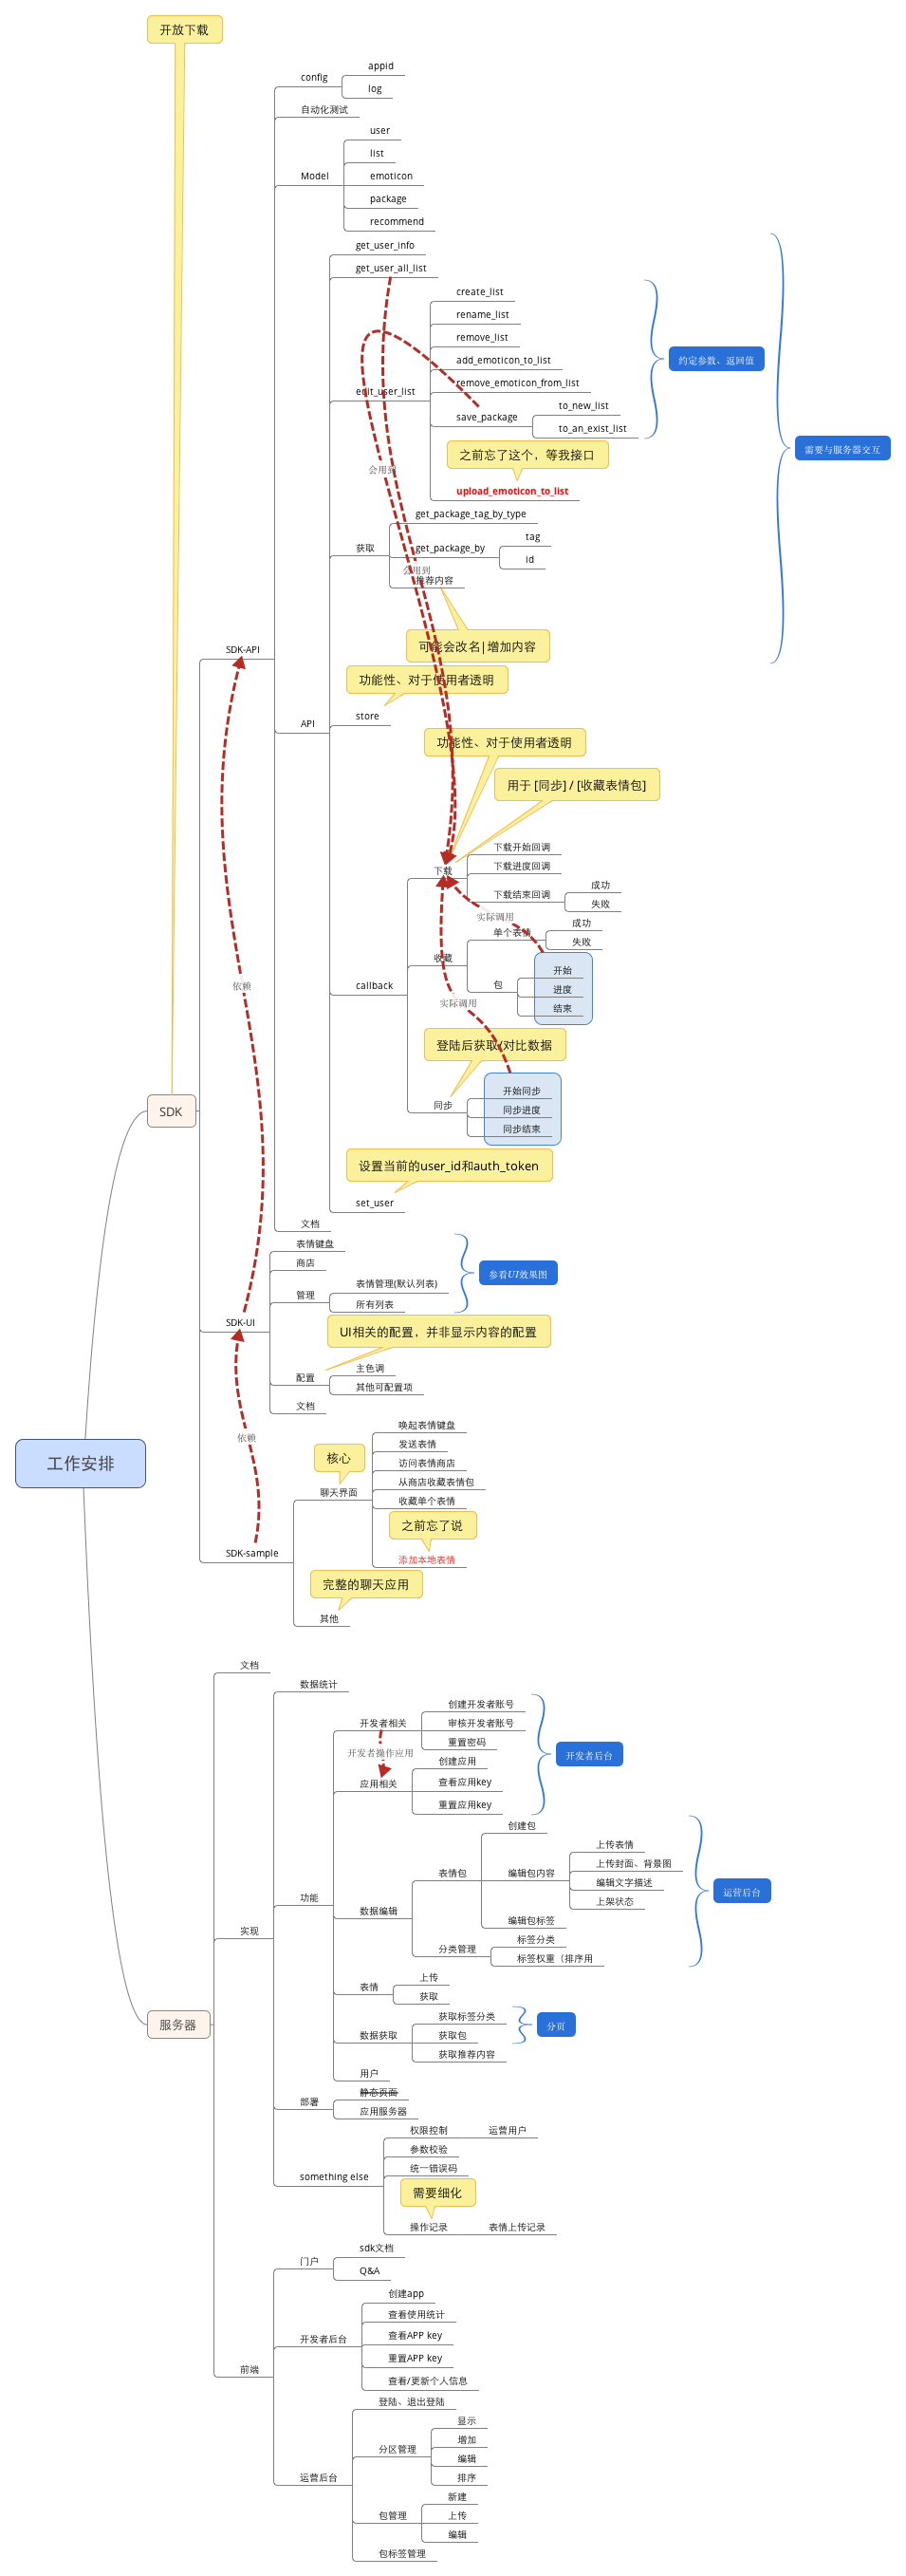 开放下载
appid
config
log
自动化测试
user
list
Model
emoticon
package
recommend
get_user_info
get_user_all_list
create_list
rename_list
remove_list
约定参数、返回值
add_emoticon_to_list
remove_emoticon_from_list
edit_user_list
to_new_list
save_package
to_an_exist_list
需要与服务器交互
之前忘了这个，等我接口
会用到
upload_emoticon_to_list
get_package_tag_by_type
tag
获取
get_package_by
id
会用到
推荐内容
可能会改名|增加内容
SDK-API
功能性、对于使用者透明
store
API
功能性、对于使用者透明
用于 [同步] / [收藏表情包]
下载开始回调
下载进度回调
下载
成功
下载结束回调
失败
实际调用
成功
单个表情
失败
收藏
开始
callback
包
进度
依赖
实际调用
结束
登陆后获取/对比数据
开始同步
同步
同步进度
SDK
同步结束
设置当前的user_id和auth_token
set_user
文档
表情键盘
商店
参看UI效果图
表情管理(默认列表)
管理
所有列表
SDK-UI
UI相关的配置，并非显示内容的配置
主色调
配置
其他可配置项
文档
唤起表情键盘
依赖
发送表情
核心
访问表情商店
工作安排
从商店收藏表情包
聊天界面
收藏单个表情
之前忘了说
SDK-sample
添加本地表情
完整的聊天应用
其他
文档
数据统计
创建开发者账号
开发者相关
审核开发者账号
重置密码
开发者操作应用
开发者后台
创建应用
应用相关
查看应用key
重置应用key
创建包
上传表情
上传封面、背景图
表情包
编辑包内容
编辑文字描述
运营后台
功能
上架状态
数据编辑
编辑包标签
实现
标签分类
分类管理
标签权重（排序用
上传
表情
获取
获取标签分类
服务器
分页
数据获取
获取包
获取推荐内容
用户
静态页面
部署
应用服务器
权限控制
运营用户
参数校验
统一错误码
something else
需要细化
操作记录
表情上传记录
sdk文档
门户
Q&A
创建app
查看使用统计
开发者后台
查看APP key
重置APP key
前端
查看/更新个人信息
登陆、退出登陆
显示
增加
分区管理
编辑
运营后台
排序
新建
包管理
上传
编辑
包标签管理